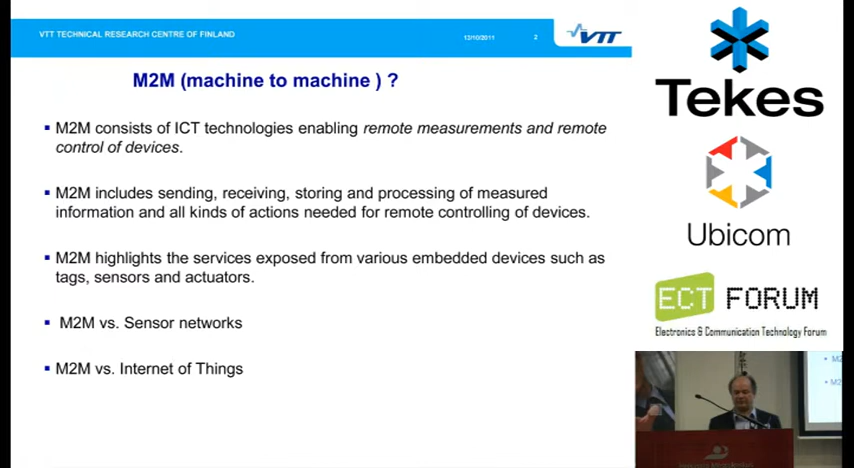 VTT TECHNICAL RESEARCH CENTRE OF FINLAND
12/10/2011
2
VTT
M2M (machine to machine ) ?
M2M consists of ICT technologies enabling remote measurements and remote
control of devices.
M2M includes sending, receiving, storing and processing of measured
information and all kinds of actions needed for remote controlling of devices.
M2M highlights the services exposed from various embedded devices such as
tags, sensors and actuators.
M2M vs. Sensor networks
M2M vs. Internet of Things
Tekes
Ubicom
ECT FORUM
Electronics & Communication Technology Forum